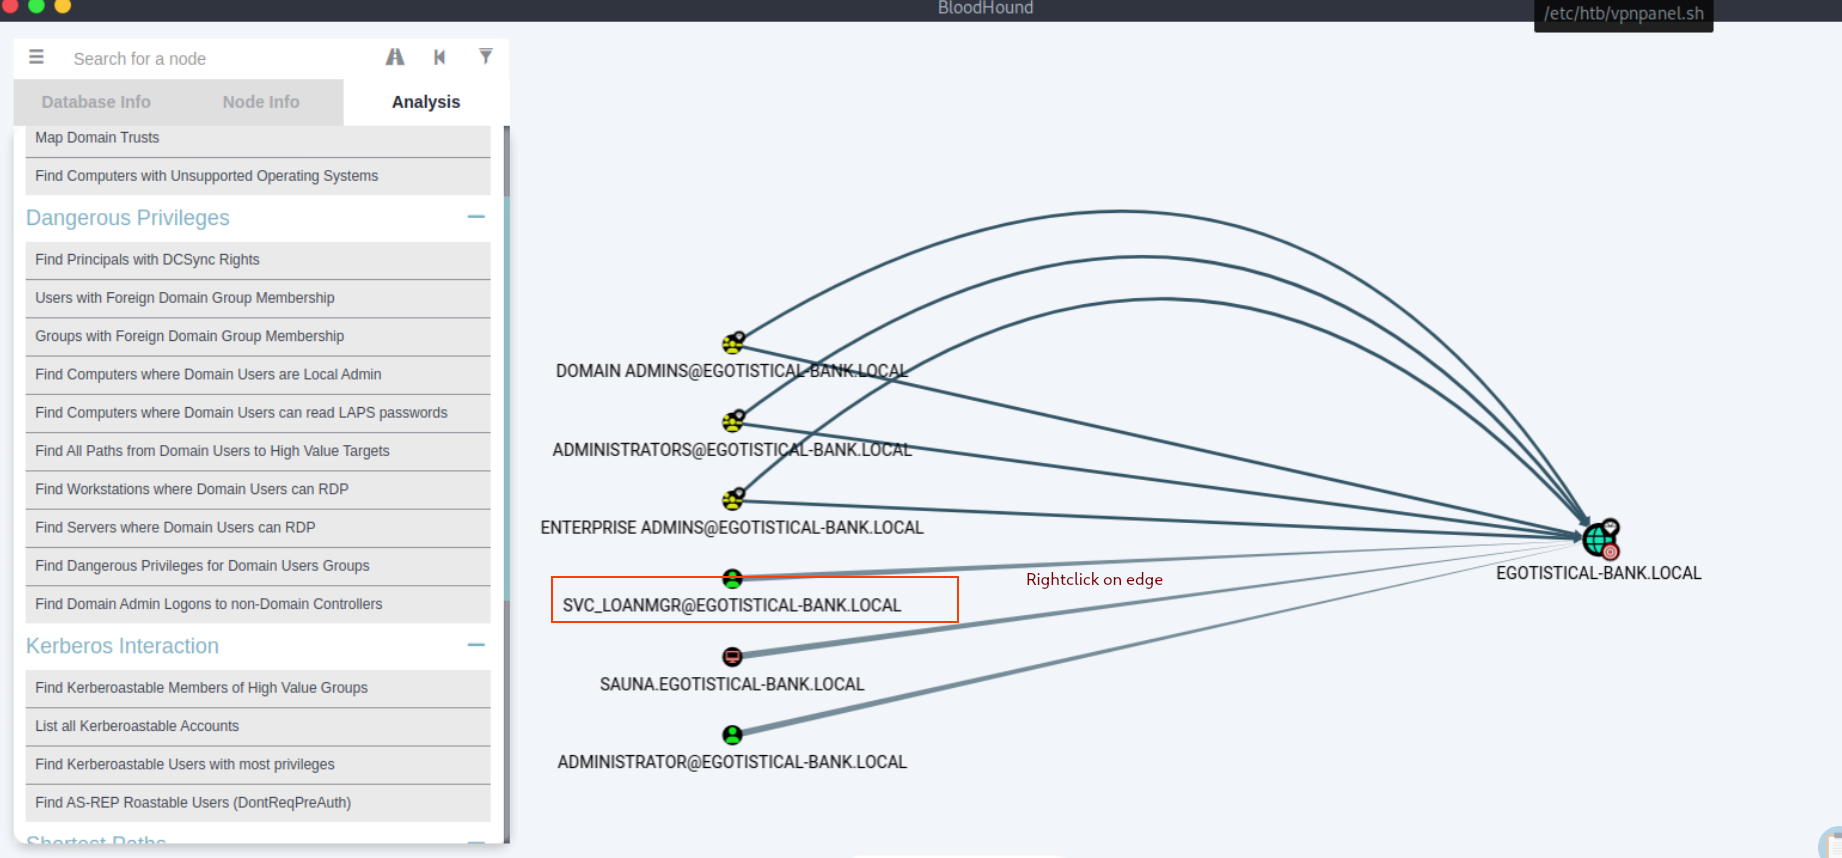 BloodHound
/etc/htb/vpnpanel.sh
Search for a node
Database Info
Node Info
Analysis
Map Domain Trusts
Find Computers with Unsupported Operating Systems
Dangerous Privileges
Find Principals with DCSync Rights
Users with Foreign Domain Group Membership
Groups with Foreign Domain Group Membership
Find Computers where Domain Users are Local Admin
Find Computers where Domain Users can read LAPS passwords
Find All Paths from Domain Users to High Value Targets
Find Workstations where Domain Users can RDP
Find Servers where Domain Users can RDP
Find Dangerous Privileges for Domain Users Groups
Find Domain Admin Logons to non-Domain Controllers
Kerberos Interaction
Find Kerberoastable Members of High Value Groups
List all Kerberoastable Accounts
Find Kerberoastable Users with most privileges
Find AS-REP Roastable Users (DontReqPreAuth)
Shortest Paths
DOMAIN ADMINS@EGOTISTICAL-BANK.LOCAL
ADMINISTRATORS@EGOTISTICAL-BANK.LOCAL
ENTERPRISE ADMINS@EGOTISTICAL-BANK.LOCAL
SVC_LOANMGR@EGOTISTICAL-BANK.LOCAL
SAUNA.EGOTISTICAL-BANK.LOCAL
ADMINISTRATOR@EGOTISTICAL-BANK.LOCAL
Rightclick on edge
EGOTISTICAL-BANK.LOCAL